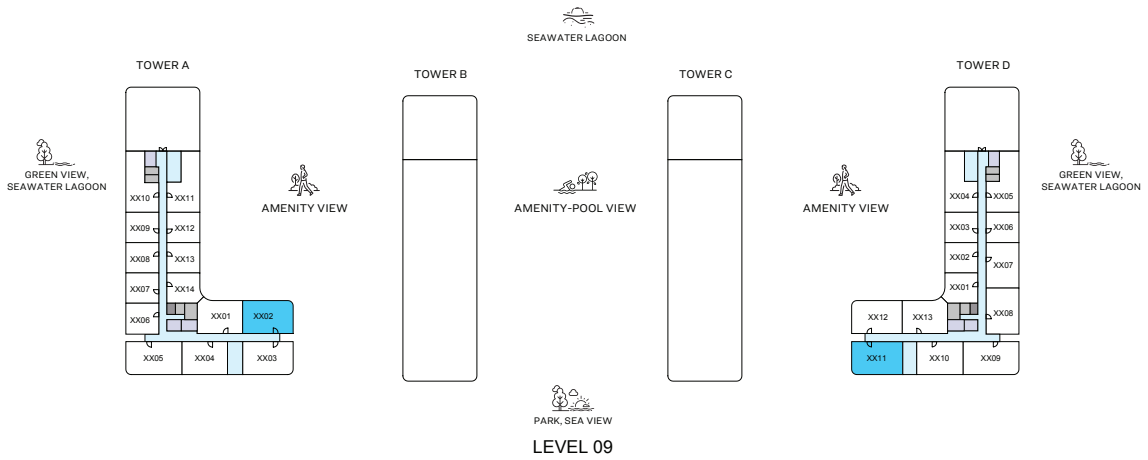 SEAWATER LAGOON
TOWER A
TOWER B
TOWER C
TOWER D
GREEN VIEW,
SEAWATER LAGOON
AMENITY VIEW
AMENITY-POOL VIEW
AMENITY VIEW
GREEN VIEW,
SEAWATER LAGOON
XX10 XX11
XX09 XX12
XX08 XX13
XX07 XX14
XX06
XX01 XX02
XX05 XX04 XX03
XX04 XX05
XX03 XX06
XX02 XX07
XX01
XX08
XX12 XX13
XX11 XX10 XX09
PARK, SEA VIEW
LEVEL 09